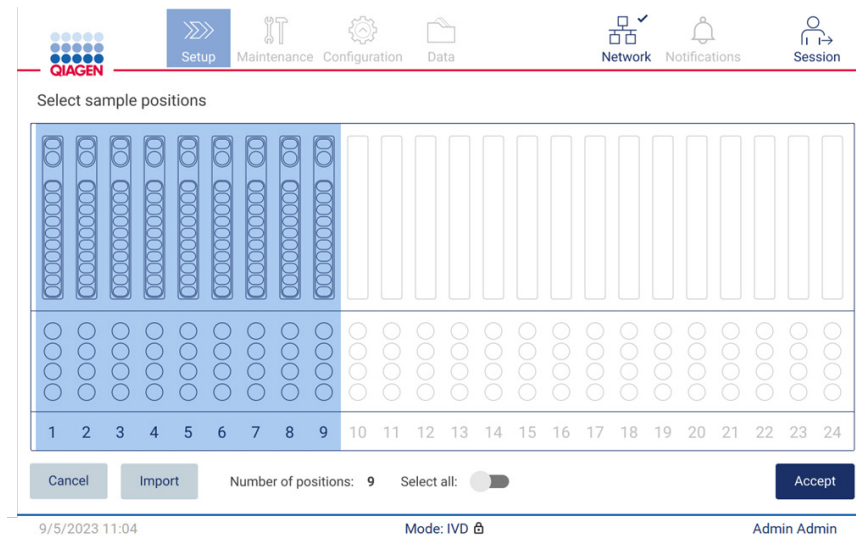 QIAGEN
Setup Maintenance Configuration Data Network Notifications Session
Select sample positions
1 2 3 4 5 6 7 8 9 10 11 12 13 14 15 16 17 18 19 20 21 22 23 24
Cancel Import Number of positions: 9 Select all: Accept
9/5/2023 11:04 Mode: IVD Admin Admin